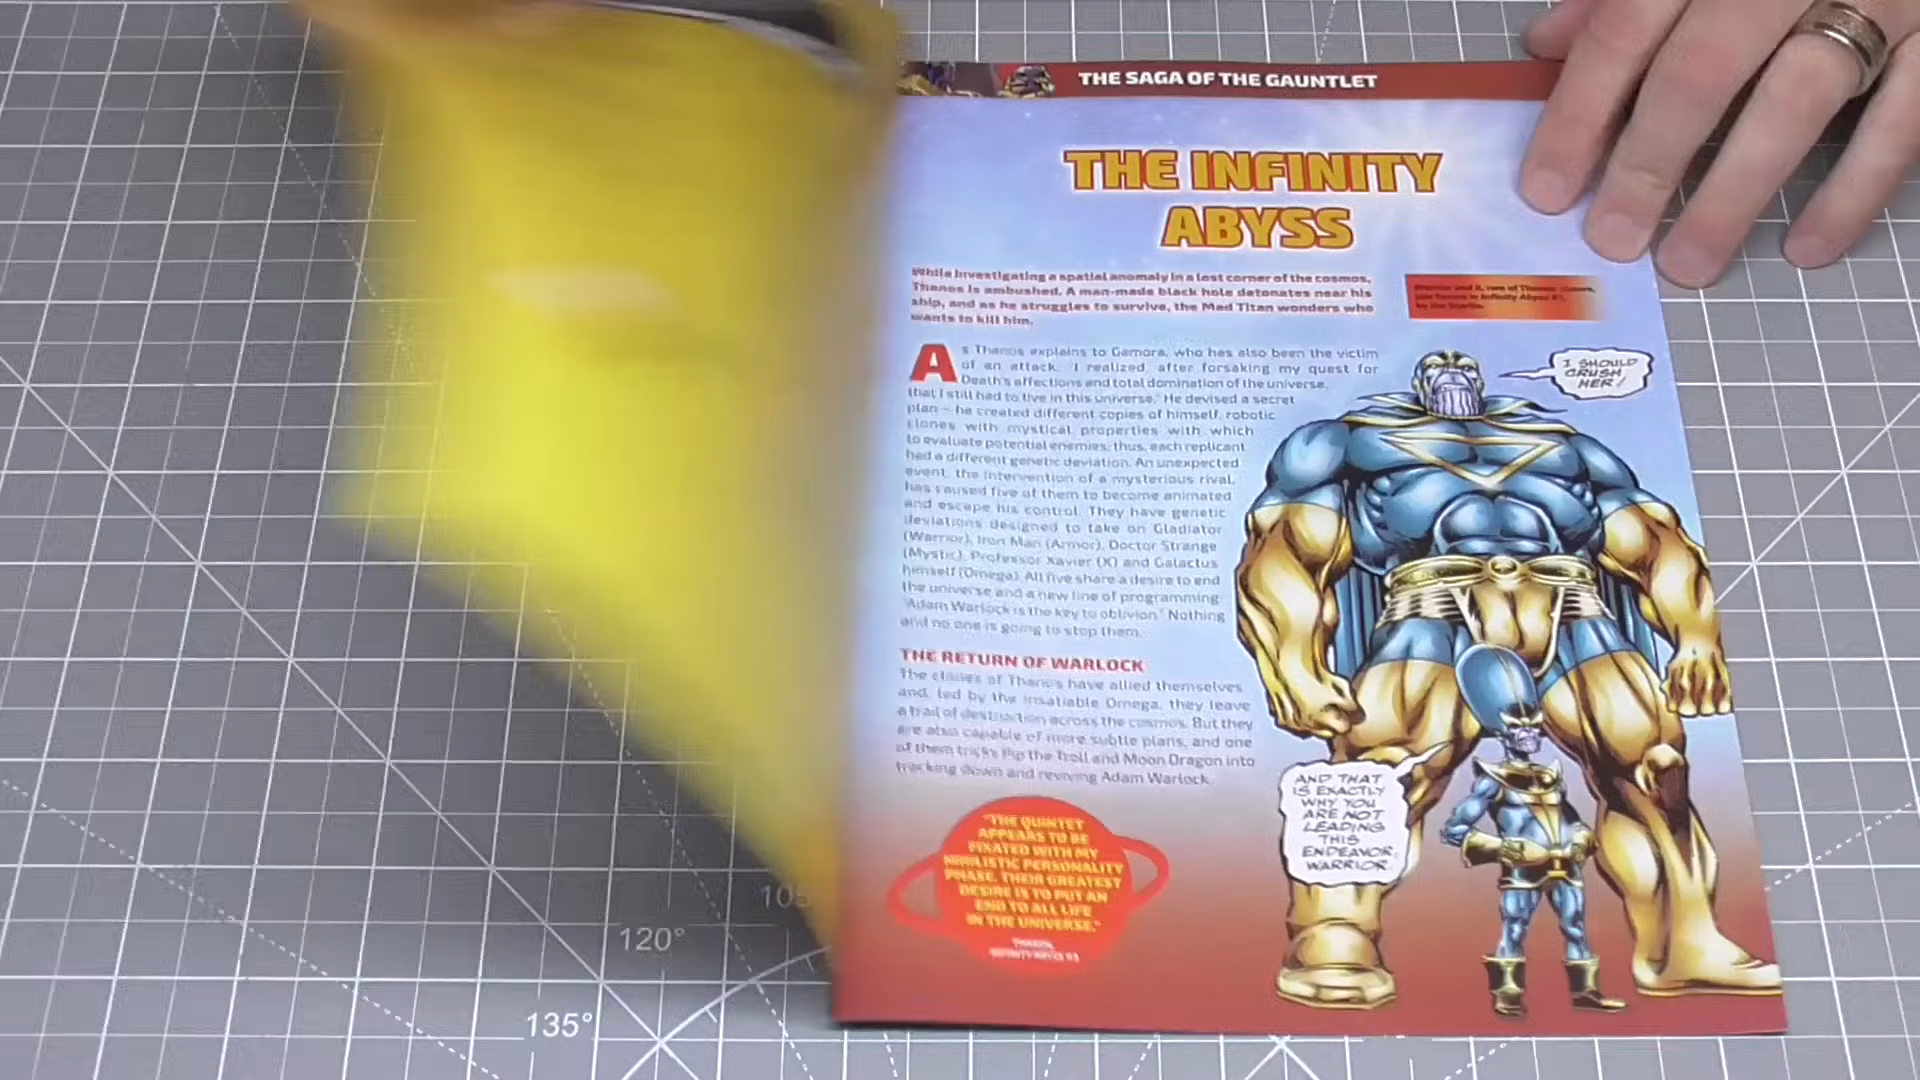 THE SAGA OF THE GAUNTLET
THE INFINITY
ABYSS
While investigating a spatial anomaly in a lost corner of the cosmos,
Thanos is ambushed. A man-made black hole detonates near his
ship, and as he struggles to survive, the Mad Titan wonders who
wants to kill him.
As Thanos explains to Gamora, who has also been the victim
of an attack, "I realized, after forsaking my quest for
Death's affections and total domination of the universe,
that I still had to live in this universe." He devised a secret
plan – he created different copies of himself, robotic
clones with mystical properties with which
to evaluate potential enemies; thus, each replicant
had a different genetic deviation. An unexpected
event, the intervention of a mysterious rival,
has caused five of them to become animated
and escape his control. They have genetic
deviations designed to take on Gladiator
(Warrior), Iron Man (Armor), Doctor Strange
(Mystic), Professor Xavier (X) and Galactus
himself (Omega). All five share a desire to end
the universe and a new line of programming:
"Adam Warlock is the key to oblivion." Nothing
and no one is going to stop them.
THE RETURN OF WARLOCK
The clones of Thanos have allied themselves
and, led by the insatiable Omega, they leave
a trail of destruction across the cosmos. But they
are also capable of more subtle plans, and one
of them tricks Pip the Troll and Moon Dragon into
tracking down and reviving Adam Warlock.
"THE QUINTET
APPEARS TO BE
FIXATED WITH MY
NIHILISTIC PERSONALITY
PHASE. THEIR GREATEST
DESIRE IS TO PUT AN
END TO ALL LIFE
IN THE UNIVERSE."
THANOS,
INFINITY ABYSS #3
I SHOULD
CRUSH
HER!
AND THAT
IS EXACTLY
WHY YOU
ARE NOT
LEADING
THIS
ENDEAVOR,
WARRIOR.
105
120°
135°